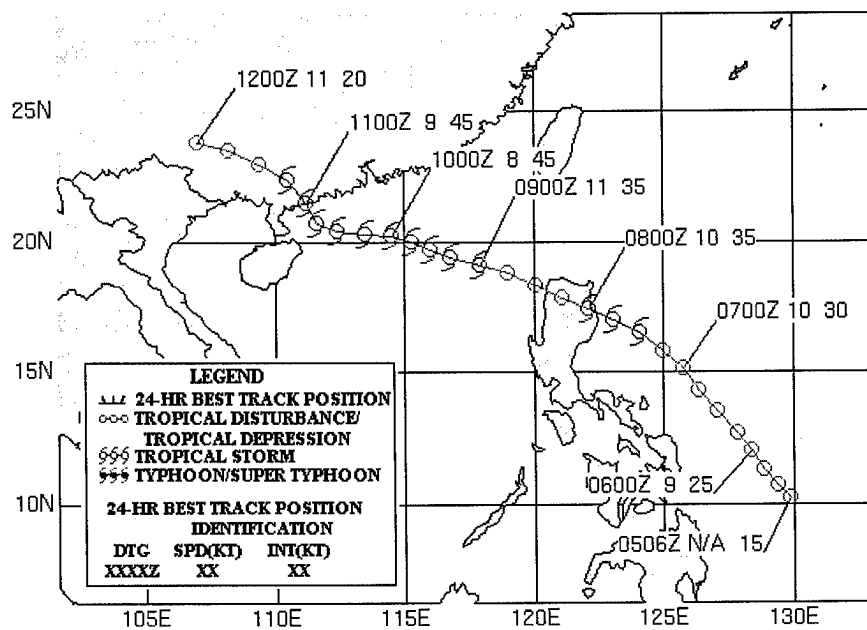 1200Z 11 20
25N
1100Z 9 45
1000Z 8 45
0900Z 11 35
20N
0800Z 10 35
0700Z 10 30
15N
LEGEND
24-HR BEST TRACK POSITION
TROPICAL DISTURBANCE/
TROPICAL DEPRESSION
TROPICAL STORM
TYPHOON/SUPER TYPHOON
24-HR BEST TRACK POSITION
IDENTIFICATION
DTG SPD(KT) INT(KT)
XXXXZ XX XX
0600Z 9 25
10N
0506Z N/A 15
105E 110E 115E 120E 125E 130E